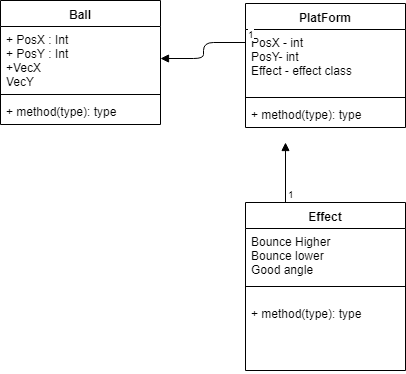 Ball
+ PosX : Int
+ PosY : Int
+VecX
VecY
+ method(type): type
PlatForm
1
PosX - int
PosY- int
Effect - effect class
+ method(type): type
1
Effect
Bounce Higher
Bounce lower
Good angle
+ method(type): type